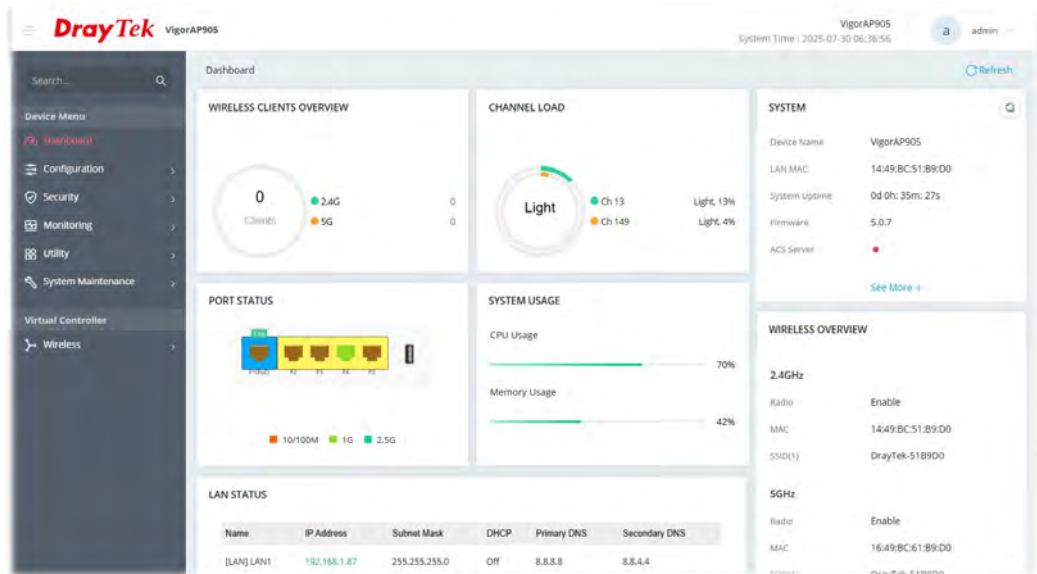 DrayTek VigorAP905
VigorAP905
System Time : 2025-07-30 06:36:56
a admin
Search...
Device Menu
Dashboard
Configuration
Security
Monitoring
Utility
System Maintenance
Virtual Controller
Wireless
Dashboard
Refresh
WIRELESS CLIENTS OVERVIEW
0
Clients
2.4G 0
5G 0
CHANNEL LOAD
Light
Ch 13 Light, 13%
Ch 149 Light, 4%
SYSTEM
Device Name VigorAP905
LAN MAC 14:49:BC:51:B9:D0
System Uptime 0d 0h: 35m: 27s
Firmware 5.0.7
ACS Server
See More +
PORT STATUS
P2 P3 P4 P5
10/100M 1G 2.5G
SYSTEM USAGE
CPU Usage
70%
Memory Usage
42%
WIRELESS OVERVIEW
2.4GHz
Radio Enable
MAC 14:49:BC:51:B9:D0
SSID(1) DrayTek-51B9D0
5GHz
Radio Enable
MAC 16:49:BC:61:B9:D0
LAN STATUS
Name IP Address Subnet Mask DHCP Primary DNS Secondary DNS
[LAN] LAN1 192.168.1.87 255.255.255.0 Off 8.8.8.8 8.8.4.4